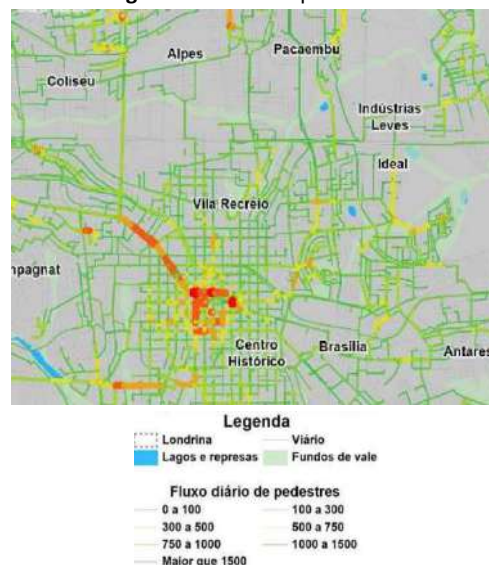 Alpes
Pacaembu
Coliseu
Indústrias
Leves
Ideal
Vila Recreio
mpagnat
Centro
Histórico
Brasília
Antares
Legenda
Londrina Viário
Lagos e represas Fundos de vale
Fluxo diário de pedestres
0 a 100 100 a 300
300 a 500 500 a 750
750 a 1000 1000 a 1500
Maior que 1500